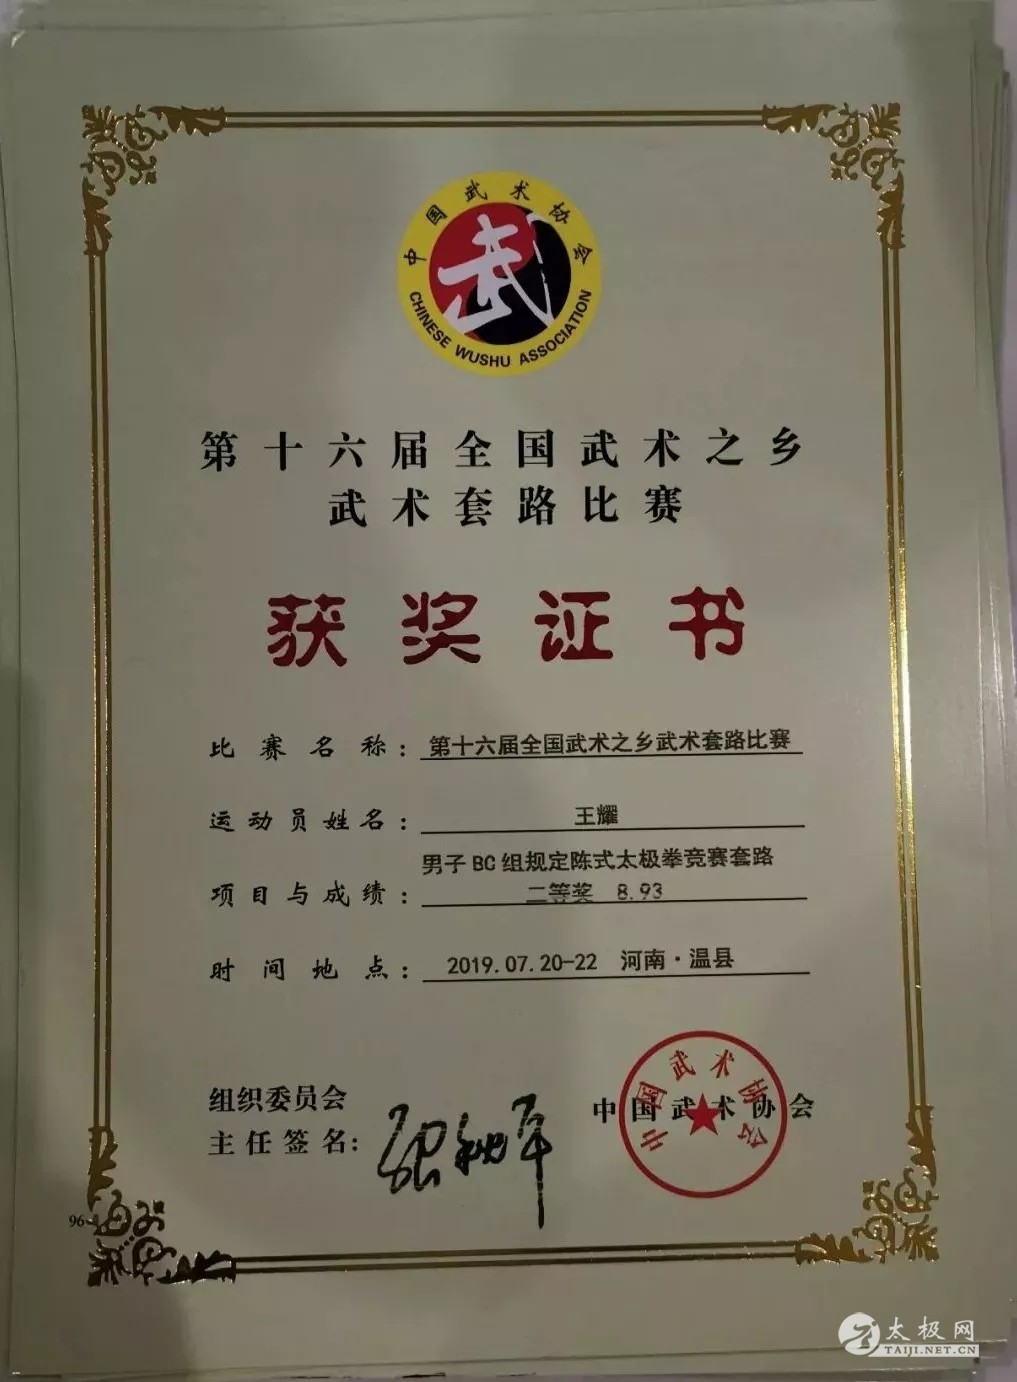 中国武术协会
武
CHINESE WUSHU ASSOCIATION
第十六届全国武术之乡
武术套路比赛
获奖证书
比赛名称：第十六届全国武术之乡武术套路比赛
运动员姓名：王耀
男子BC组规定陈式太极拳竞赛套路
项目与成绩：二等奖 8.93
时间地点：2019.07.20-22 河南·温县
组织委员会
主任签名：
中国武术协会
中国武术协会
96
太极网
TAIJI.NET.CN